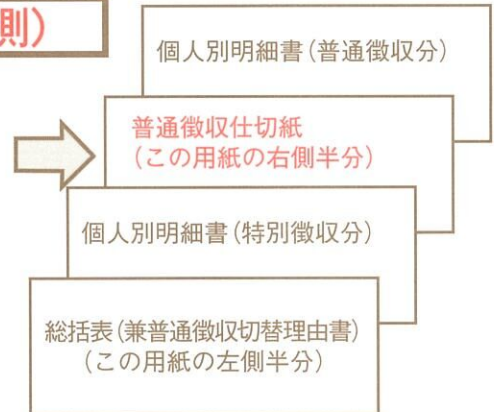 則）
個人別明細書（普通徴収分）
普通徴収仕切紙
（この用紙の右側半分）
個人別明細書（特別徴収分）
総括表（兼普通徴収切替理由書）
（この用紙の左側半分）